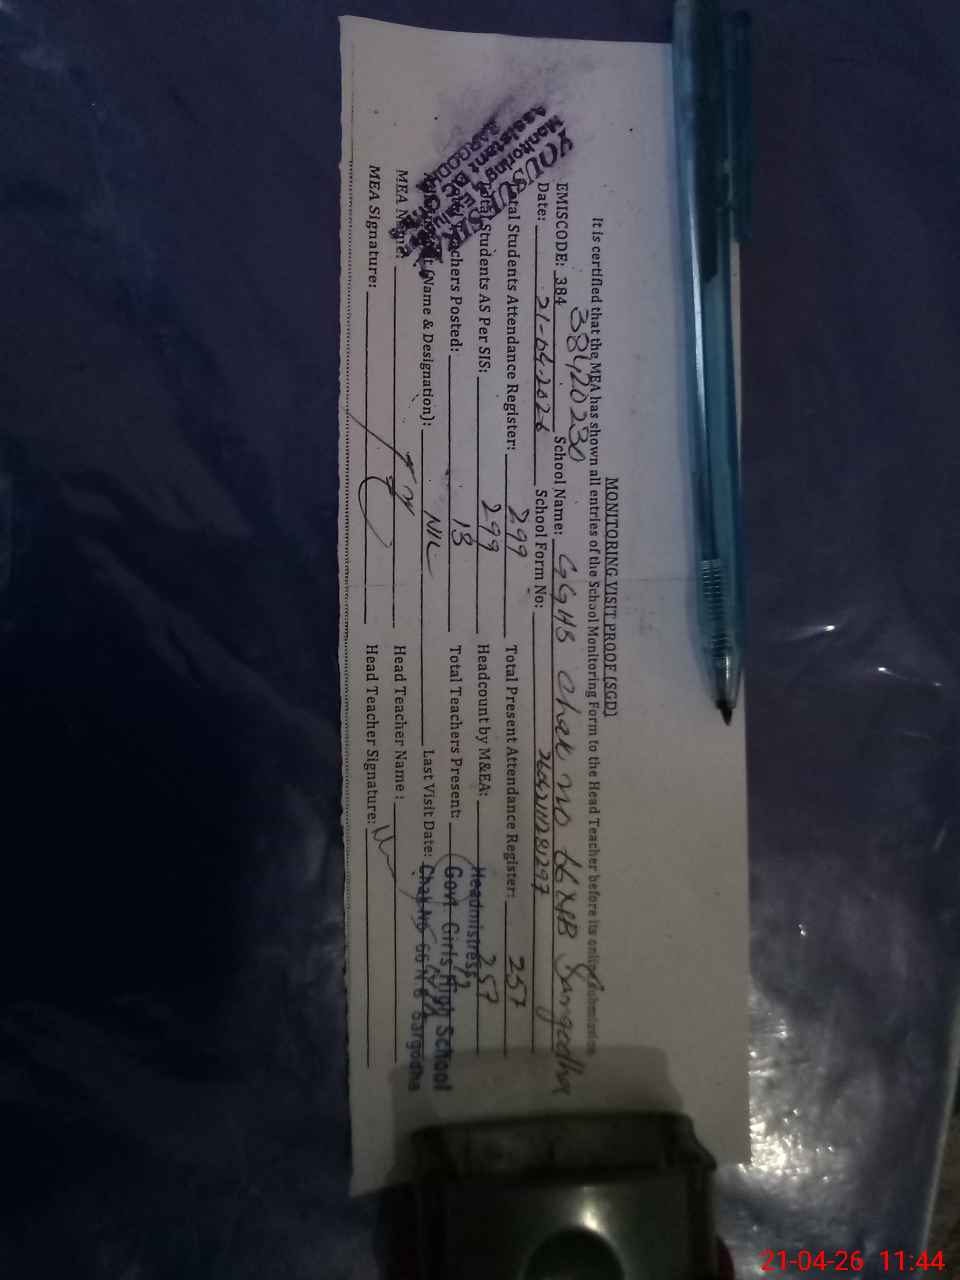 MONITORING VISIT PROOF [SGD]
It is certified that the MEA has shown all entries of the School Monitoring Form to the Head Teacher before its online submission
38420230
EMISCODE: 384 School Name: GGHS Chak no 66 NB Sargodha
Date: 21-04-2026 School Form No:
Total Students Attendance Register: 299 Total Present Attendance Register: 257
Total Students AS Per SIS: 299 Headcount by M&EA: 257
Teachers Posted: 13 Total Teachers Present:
(Name & Designation): NIL Last Visit Date:
MEA Name: Head Teacher Name:
MEA Signature: Head Teacher Signature:
Headmistress
Govt Girls High School
Chak No 66 N.B Sargodha
Monitoring
Assistant
SARGODHA
21-04-26 11:44